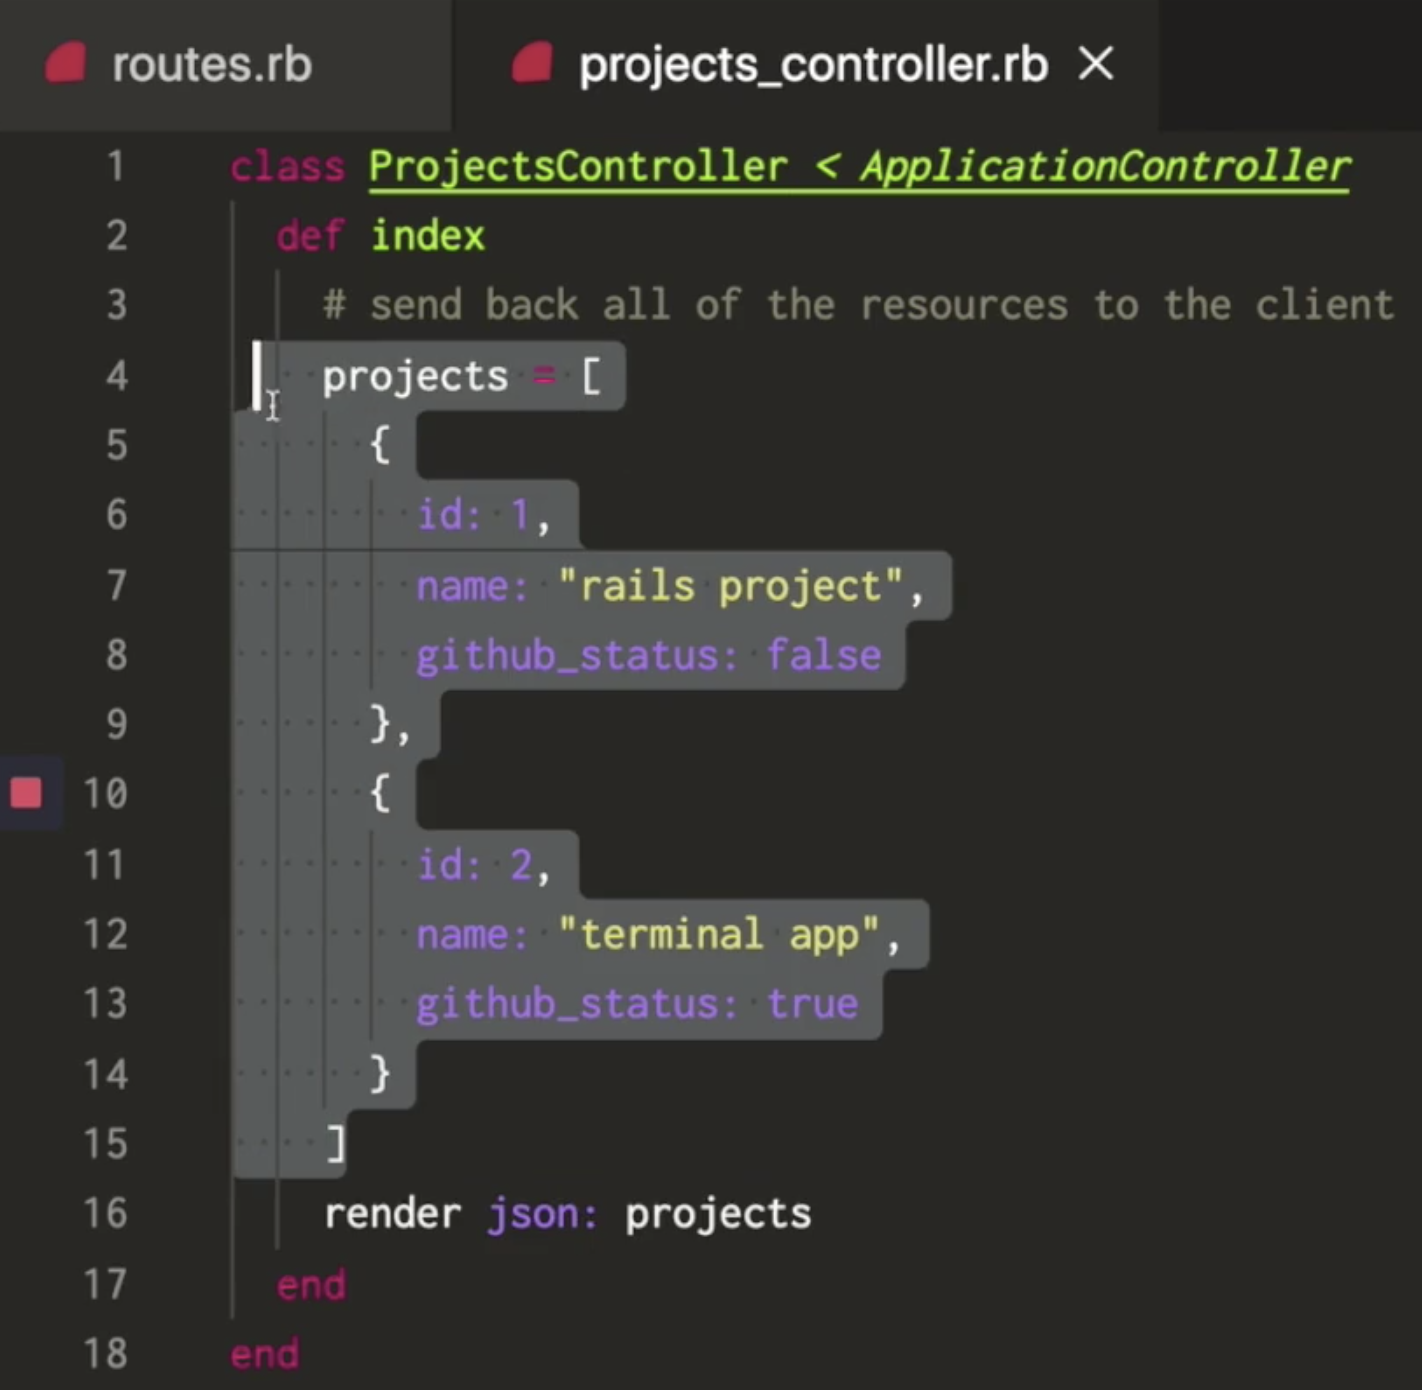 routes.rb
projects_controller.rb
1 class ProjectsController < ApplicationController
2 def index
3 # send back all of the resources to the client
4 projects = [
5 {
6 id: 1,
7 name: "rails project",
8 github_status: false
9 },
10 {
11 id: 2,
12 name: "terminal app",
13 github_status: true
14 }
15 ]
16 render json: projects
17 end
18 end